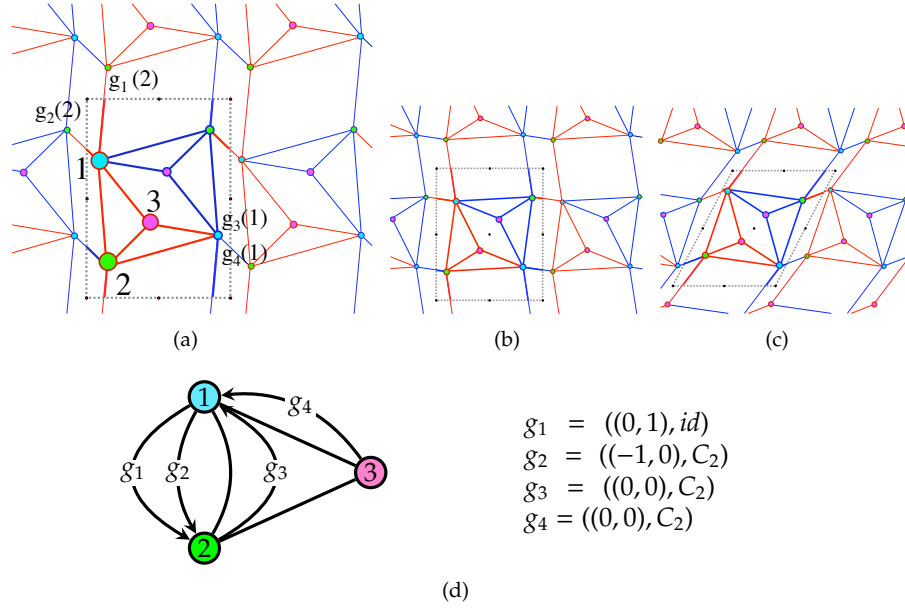 g₁(2)
g₂(2)
1
3
g₃(1)
g₄(1)
2
(a)
(b)
(c)
1
g₄
g₁
g₂
g₃
3
2
g₁ = ((0, 1), id)
g₂ = ((−1, 0), C₂)
g₃ = ((0, 0), C₂)
g₄ = ((0, 0), C₂)
(d)